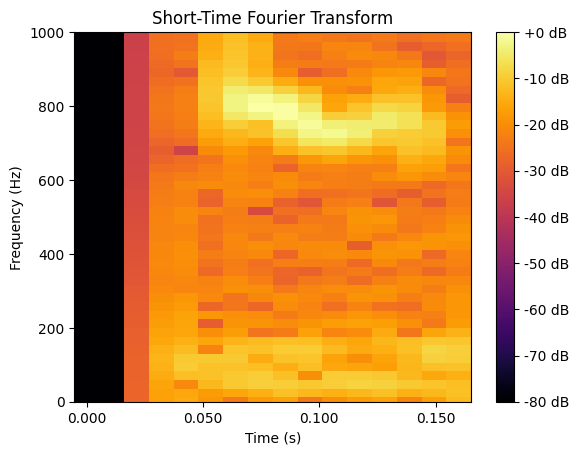 Short-Time Fourier Transform
1000
800
600
400
200
0
Frequency (Hz)
0.000
0.050
0.100
0.150
Time (s)
+0 dB
-10 dB
-20 dB
-30 dB
-40 dB
-50 dB
-60 dB
-70 dB
-80 dB